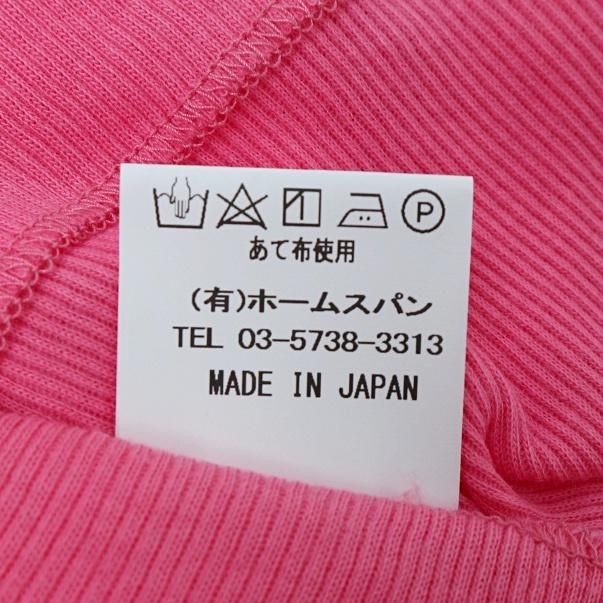 P
あて布使用
(有)ホームスパン
TEL 03-5738-3313
MADE IN JAPAN